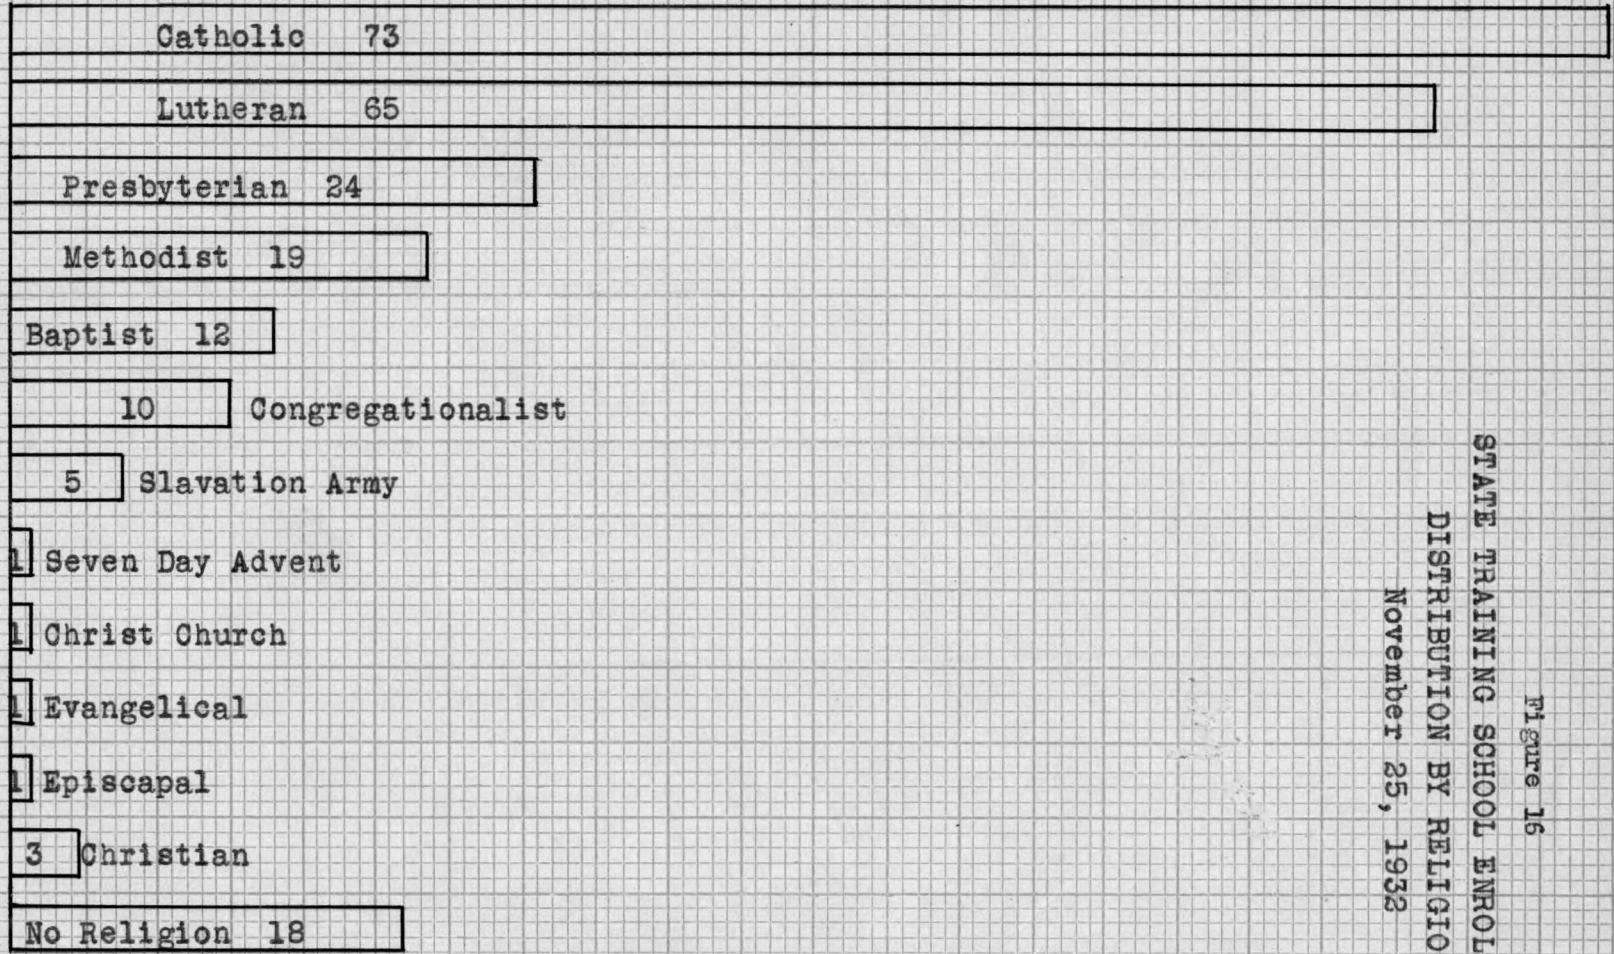 Catholic 73
Lutheran 65
Presbyterian 24
Methodist 19
Baptist 12
10 Congregationalist
5 Slavation Army
1 Seven Day Advent
1 Christ Church
1 Evangelical
1 Episcapal
3 Christian
No Religion 18
Figure 16
STATE TRAINING SCHOOL ENROL
DISTRIBUTION BY RELIGIO
November 25, 1932